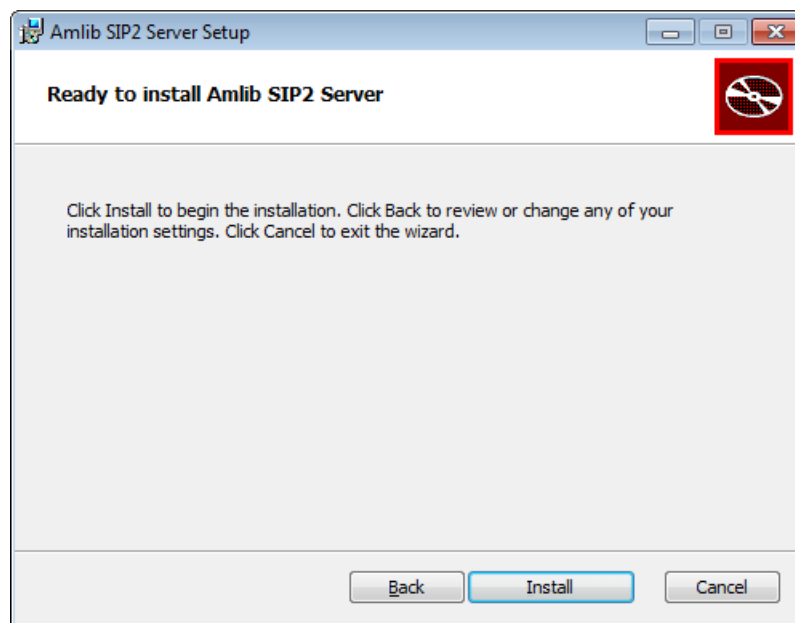 Amlib SIP2 Server Setup
Ready to install Amlib SIP2 Server
Click Install to begin the installation. Click Back to review or change any of your
installation settings. Click Cancel to exit the wizard.
Back Install Cancel